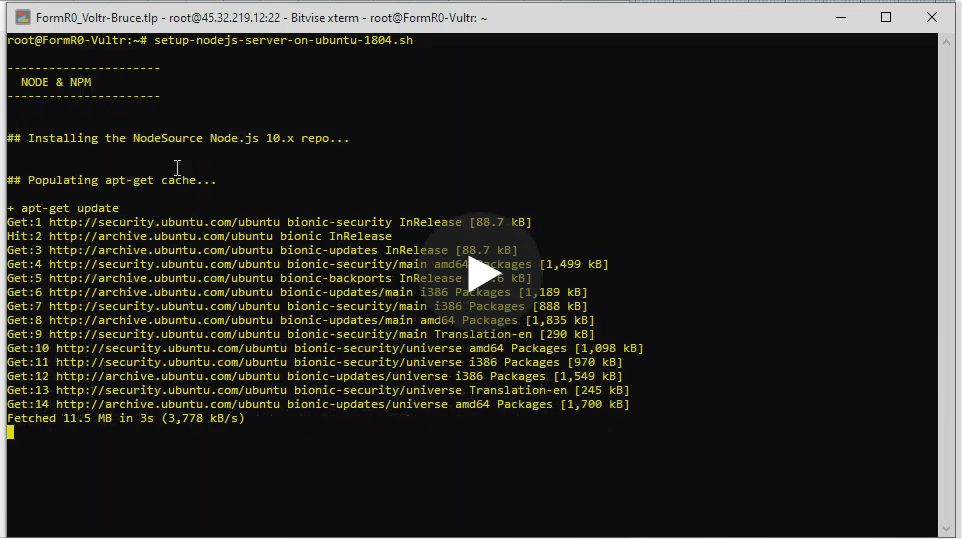 FormR0_Voltr-Bruce.tlp - root@45.32.219.12:22 - Bitvise xterm - root@FormR0-Vultr: ~
root@FormR0-Vultr:~# setup-nodejs-server-on-ubuntu-1804.sh
----------------------
NODE & NPM
----------------------
## Installing the NodeSource Node.js 10.x repo...
## Populating apt-get cache...
+ apt-get update
Get:1 http://security.ubuntu.com/ubuntu bionic-security InRelease [88.7 kB]
Hit:2 http://archive.ubuntu.com/ubuntu bionic InRelease
Get:3 http://archive.ubuntu.com/ubuntu bionic-updates InRelease [88.7 kB]
Get:4 http://security.ubuntu.com/ubuntu bionic-security/main amd64 Packages [1,499 kB]
Get:5 http://archive.ubuntu.com/ubuntu bionic-backports InRelease kB]
Get:6 http://archive.ubuntu.com/ubuntu bionic-updates/main i386 Packages [1,189 kB]
Get:7 http://security.ubuntu.com/ubuntu bionic-security/main i386 Packages [888 kB]
Get:8 http://archive.ubuntu.com/ubuntu bionic-updates/main amd64 Packages [1,835 kB]
Get:9 http://security.ubuntu.com/ubuntu bionic-security/main Translation-en [290 kB]
Get:10 http://security.ubuntu.com/ubuntu bionic-security/universe amd64 Packages [1,098 kB]
Get:11 http://security.ubuntu.com/ubuntu bionic-security/universe i386 Packages [970 kB]
Get:12 http://archive.ubuntu.com/ubuntu bionic-updates/universe i386 Packages [1,549 kB]
Get:13 http://security.ubuntu.com/ubuntu bionic-security/universe Translation-en [245 kB]
Get:14 http://archive.ubuntu.com/ubuntu bionic-updates/universe amd64 Packages [1,700 kB]
Fetched 11.5 MB in 3s (3,778 kB/s)